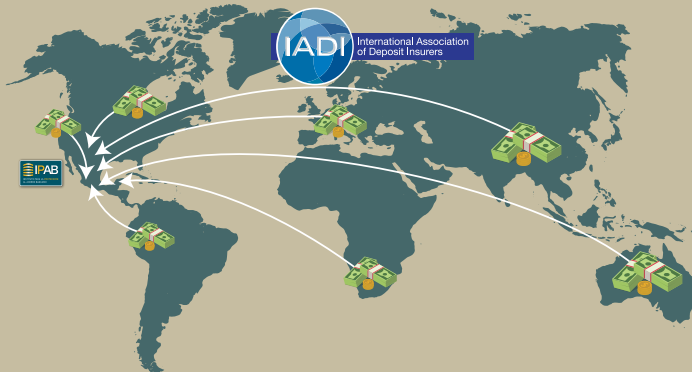 IADI
International Association
of Deposit Insurers
IPAB